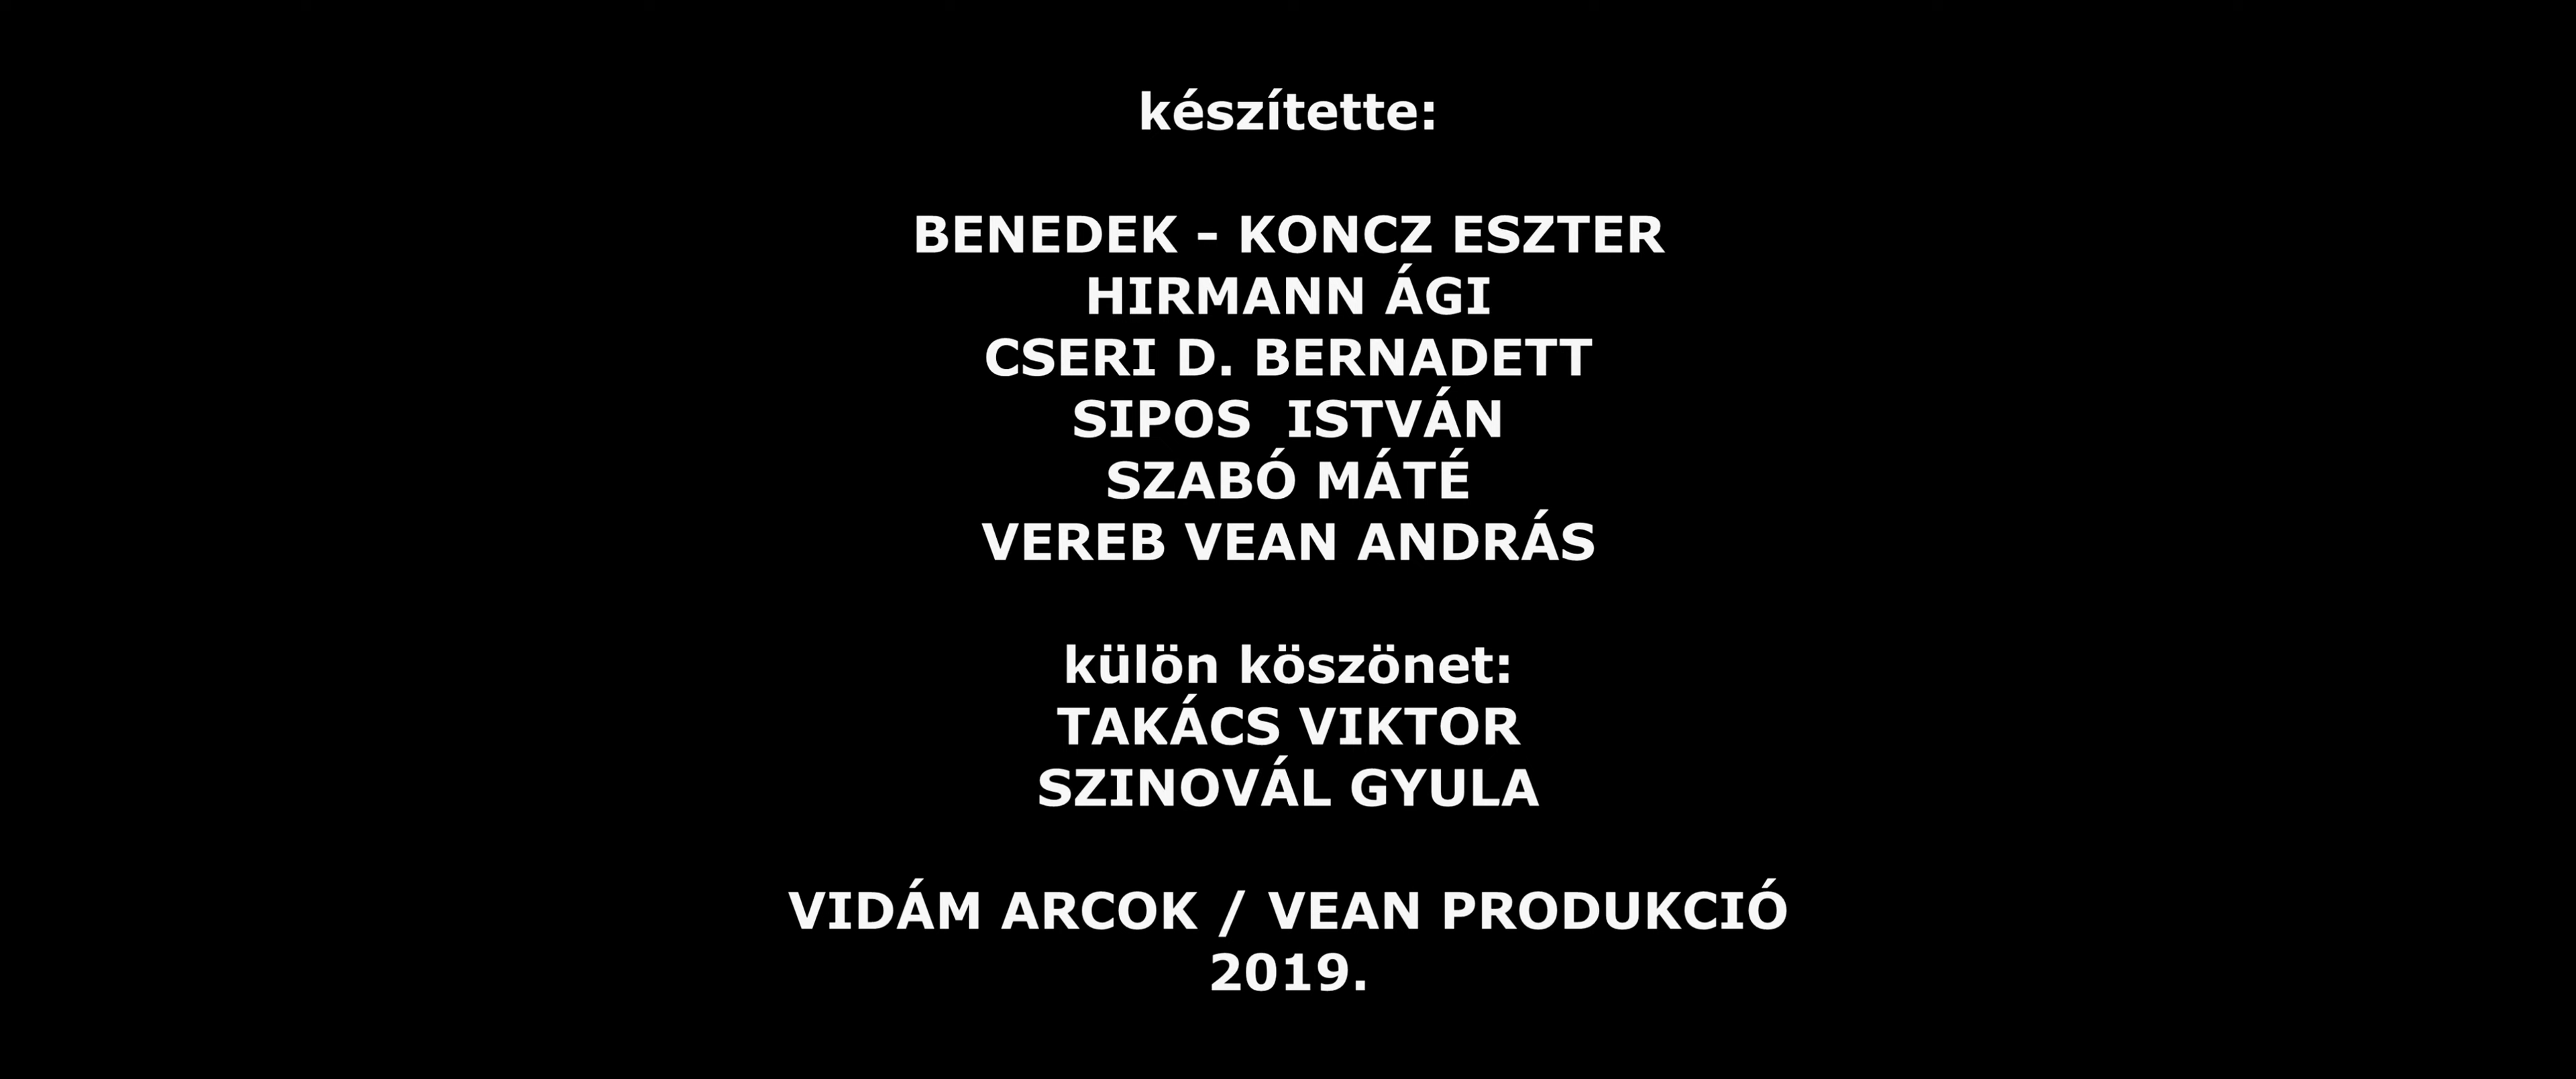 készítette:
BENEDEK - KONCZ ESZTER
HIRMANN ÁGI
CSERI D. BERNADETT
SIPOS  ISTVÁN
SZABÓ MÁTÉ
VEREB VEAN ANDRÁS
külön köszönet:
TAKÁCS VIKTOR
SZINOVÁL GYULA
VIDÁM ARCOK / VEAN PRODUKCIÓ
2019.